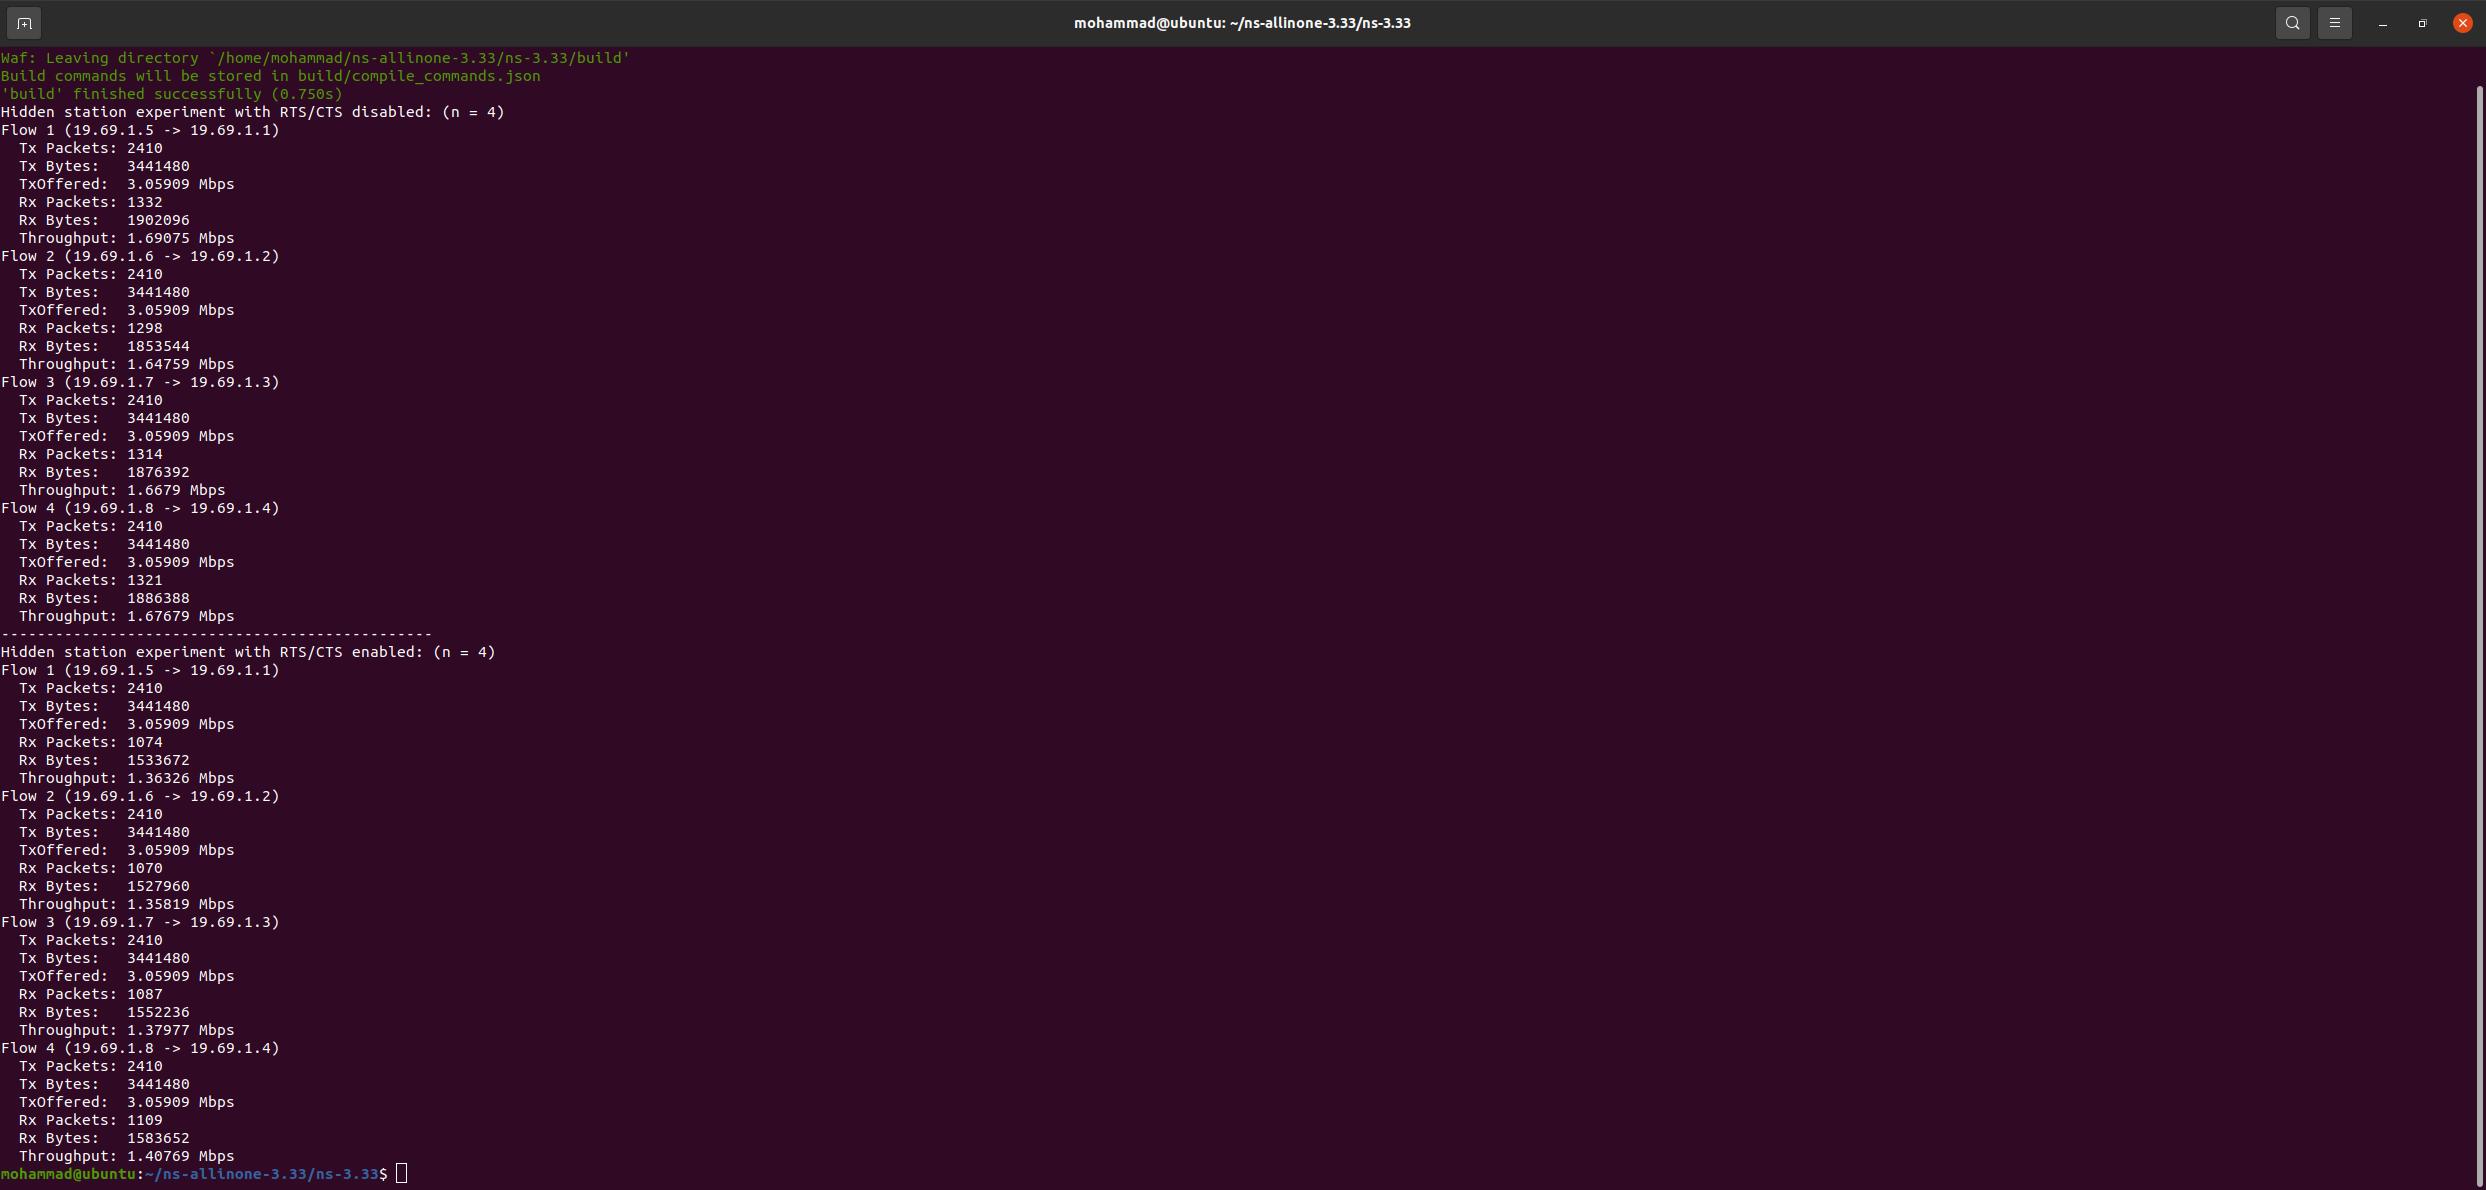 mohammad@ubuntu: ~/ns-allinone-3.33/ns-3.33
Waf: Leaving directory `/home/mohammad/ns-allinone-3.33/ns-3.33/build'
Build commands will be stored in build/compile_commands.json
'build' finished successfully (0.750s)
Hidden station experiment with RTS/CTS disabled: (n = 4)
Flow 1 (19.69.1.5 -> 19.69.1.1)
  Tx Packets: 2410
  Tx Bytes:   3441480
  TxOffered:  3.05909 Mbps
  Rx Packets: 1332
  Rx Bytes:   1902096
  Throughput: 1.69075 Mbps
Flow 2 (19.69.1.6 -> 19.69.1.2)
  Tx Packets: 2410
  Tx Bytes:   3441480
  TxOffered:  3.05909 Mbps
  Rx Packets: 1298
  Rx Bytes:   1853544
  Throughput: 1.64759 Mbps
Flow 3 (19.69.1.7 -> 19.69.1.3)
  Tx Packets: 2410
  Tx Bytes:   3441480
  TxOffered:  3.05909 Mbps
  Rx Packets: 1314
  Rx Bytes:   1876392
  Throughput: 1.6679 Mbps
Flow 4 (19.69.1.8 -> 19.69.1.4)
  Tx Packets: 2410
  Tx Bytes:   3441480
  TxOffered:  3.05909 Mbps
  Rx Packets: 1321
  Rx Bytes:   1886388
  Throughput: 1.67679 Mbps
------------------------------------------------
Hidden station experiment with RTS/CTS enabled: (n = 4)
Flow 1 (19.69.1.5 -> 19.69.1.1)
  Tx Packets: 2410
  Tx Bytes:   3441480
  TxOffered:  3.05909 Mbps
  Rx Packets: 1074
  Rx Bytes:   1533672
  Throughput: 1.36326 Mbps
Flow 2 (19.69.1.6 -> 19.69.1.2)
  Tx Packets: 2410
  Tx Bytes:   3441480
  TxOffered:  3.05909 Mbps
  Rx Packets: 1070
  Rx Bytes:   1527960
  Throughput: 1.35819 Mbps
Flow 3 (19.69.1.7 -> 19.69.1.3)
  Tx Packets: 2410
  Tx Bytes:   3441480
  TxOffered:  3.05909 Mbps
  Rx Packets: 1087
  Rx Bytes:   1552236
  Throughput: 1.37977 Mbps
Flow 4 (19.69.1.8 -> 19.69.1.4)
  Tx Packets: 2410
  Tx Bytes:   3441480
  TxOffered:  3.05909 Mbps
  Rx Packets: 1109
  Rx Bytes:   1583652
  Throughput: 1.40769 Mbps
mohammad@ubuntu:~/ns-allinone-3.33/ns-3.33$